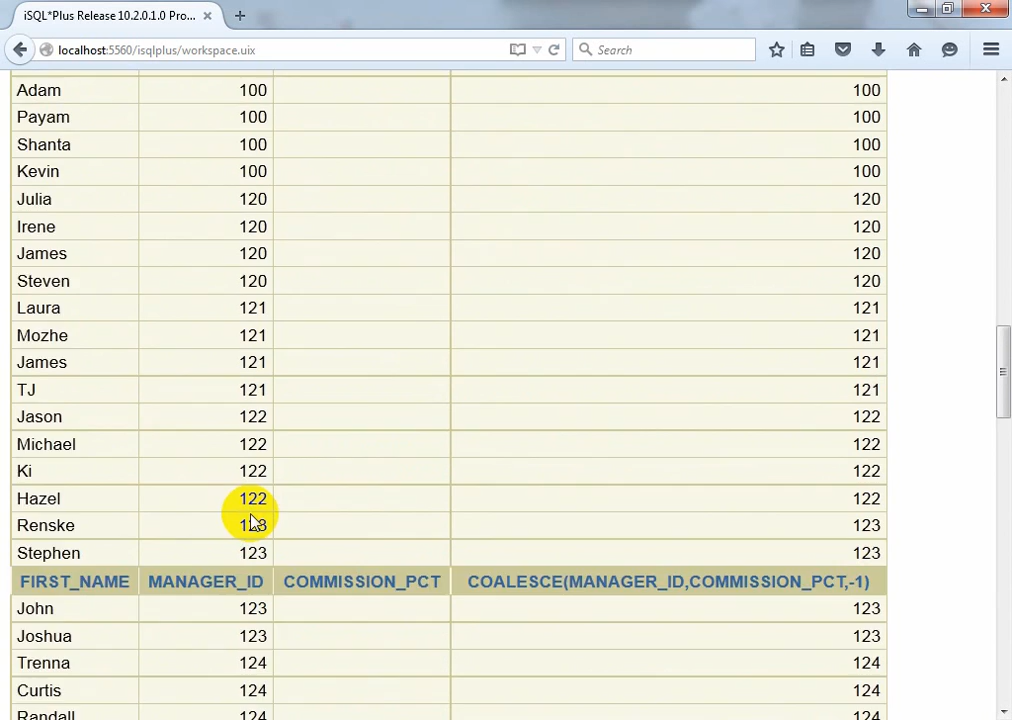 iSQL*Plus Release 10.2.0.1.0 Pro...
localhost:5560/isqlplus/workspace.uix
Search
Adam 100 100
Payam 100 100
Shanta 100 100
Kevin 100 100
Julia 120 120
Irene 120 120
James 120 120
Steven 120 120
Laura 121 121
Mozhe 121 121
James 121 121
TJ 121 121
Jason 122 122
Michael 122 122
Ki 122 122
Hazel 122 122
Renske 123 123
Stephen 123 123
FIRST_NAME MANAGER_ID COMMISSION_PCT COALESCE(MANAGER_ID,COMMISSION_PCT,-1)
John 123 123
Joshua 123 123
Trenna 124 124
Curtis 124 124
Randall 124 124